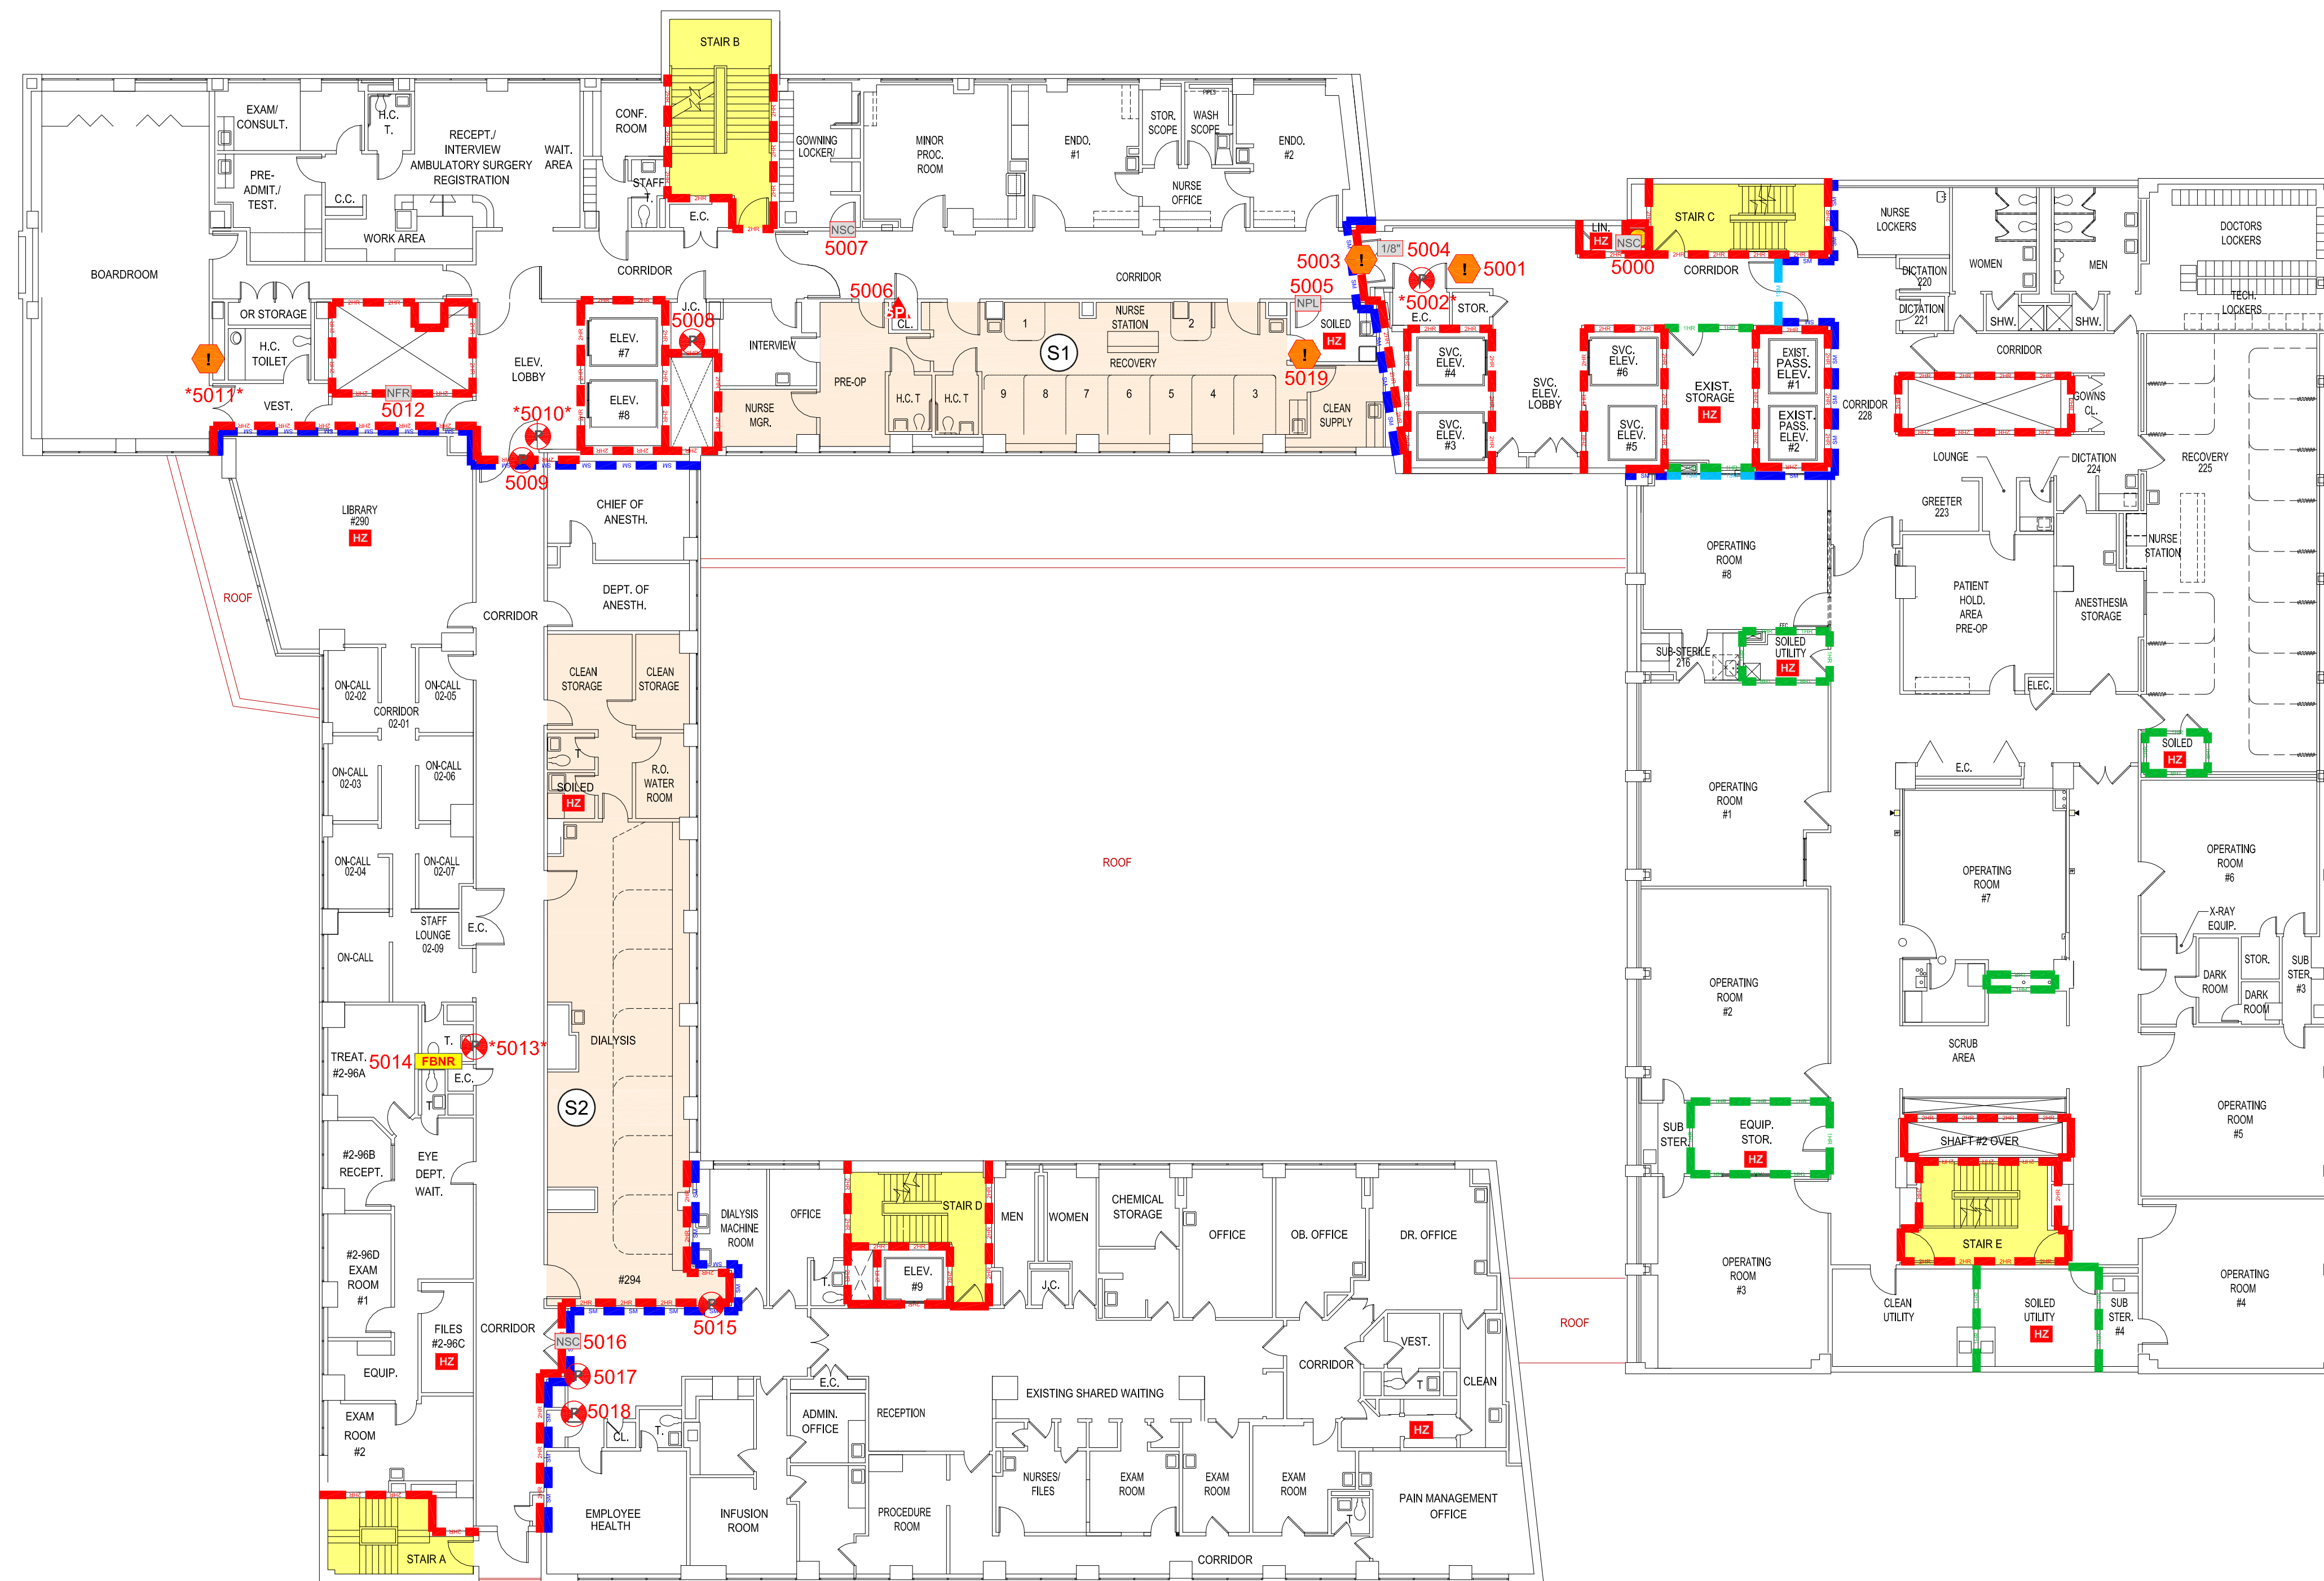 STAIR B
EXAM/
CONSULT.
H.C.
T.
RECEPT./
INTERVIEW
AMBULATORY SURGERY
REGISTRATION
WAIT.
AREA
CONF.
ROOM
STAFF
T.
E.C.
GOWNING
LOCKER/
MINOR
PROC.
ROOM
ENDO.
#1
STOR.
SCOPE
WASH
SCOPE
NURSE
OFFICE
ENDO.
#2
PRE-
ADMIT./
TEST.
C.C.
WORK AREA
BOARDROOM
CORRIDOR
NSC
5007
CORRIDOR
5003
1/8"
5004
!
!
5001
R
*5002*
E.C.
STOR.
LIN.
HZ
NSC
5000
STAIR C
CORRIDOR
NURSE
LOCKERS
WOMEN
MEN
DOCTORS
LOCKERS
DICTATION
220
DICTATION
221
SHW.
SHW.
TECH.
LOCKERS
CORRIDOR
OR STORAGE
H.C.
TOILET
!
*5011*
VEST.
NFR
5012
ELEV.
LOBBY
*5010*
R
R
5009
ELEV.
#7
ELEV.
#8
J.C.
5008
R
INTERVIEW
NURSE
MGR.
PRE-OP
5006
SP
CL.
H.C. T
H.C. T
1
NURSE
STATION
2
S1
RECOVERY
9
8
7
6
5
4
3
5005
NPL
SOILED
HZ
!
5019
CLEAN
SUPPLY
SVC.
ELEV.
#4
SVC.
ELEV.
#3
SVC.
ELEV.
LOBBY
SVC.
ELEV.
#6
SVC.
ELEV.
#5
EXIST.
STORAGE
HZ
EXIST.
PASS.
ELEV.
#1
EXIST.
PASS.
ELEV.
#2
CORRIDOR
228
GOWNS
CL.
LOUNGE
DICTATION
224
RECOVERY
225
GREETER
223
NURSE
STATION
LIBRARY
#290
HZ
ROOF
CHIEF OF
ANESTH.
DEPT. OF
ANESTH.
CORRIDOR
CLEAN
STORAGE
CLEAN
STORAGE
ON-CALL
02-02
ON-CALL
02-05
CORRIDOR
02-01
ON-CALL
02-03
ON-CALL
02-06
ON-CALL
02-04
ON-CALL
02-07
STAFF
LOUNGE
02-09
E.C.
ON-CALL
T
SOILED
HZ
R.O.
WATER
ROOM
DIALYSIS
S2
#294
ROOF
OPERATING
ROOM
#8
SUB-STERILE
216
SOILED
UTILITY
HZ
PATIENT
HOLD.
AREA
PRE-OP
ANESTHESIA
STORAGE
ELEC.
SOILED
HZ
E.C.
OPERATING
ROOM
#1
OPERATING
ROOM
#7
OPERATING
ROOM
#6
X-RAY
EQUIP.
STOR.
SUB
STER.
#3
DARK
ROOM
DARK
ROOM
OPERATING
ROOM
#2
SCRUB
AREA
TREAT.
#2-96A
5014
FBNR
T.
R
*5013*
E.C.
T
#2-96B
RECEPT.
EYE
DEPT.
WAIT.
#2-96D
EXAM
ROOM
#1
FILES
#2-96C
HZ
EQUIP.
EXAM
ROOM
#2
CORRIDOR
STAIR A
SUB
STER.
EQUIP.
STOR.
HZ
SHAFT #2 OVER
STAIR E
OPERATING
ROOM
#5
OPERATING
ROOM
#3
CLEAN
UTILITY
SOILED
UTILITY
HZ
SUB
STER.
#4
OPERATING
ROOM
#4
ROOF
DIALYSIS
MACHINE
ROOM
OFFICE
T.
STAIR D
ELEV.
#9
MEN
WOMEN
J.C.
CHEMICAL
STORAGE
OFFICE
OB. OFFICE
DR. OFFICE
R
5015
NSC
5016
R
5017
R
5018
CL.
T.
E.C.
ADMIN.
OFFICE
RECEPTION
EXISTING SHARED WAITING
CORRIDOR
VEST.
T
CLEAN
HZ
EMPLOYEE
HEALTH
INFUSION
ROOM
PROCEDURE
ROOM
NURSES/
FILES
EXAM
ROOM
EXAM
ROOM
EXAM
ROOM
T
PAIN MANAGEMENT
OFFICE
CORRIDOR